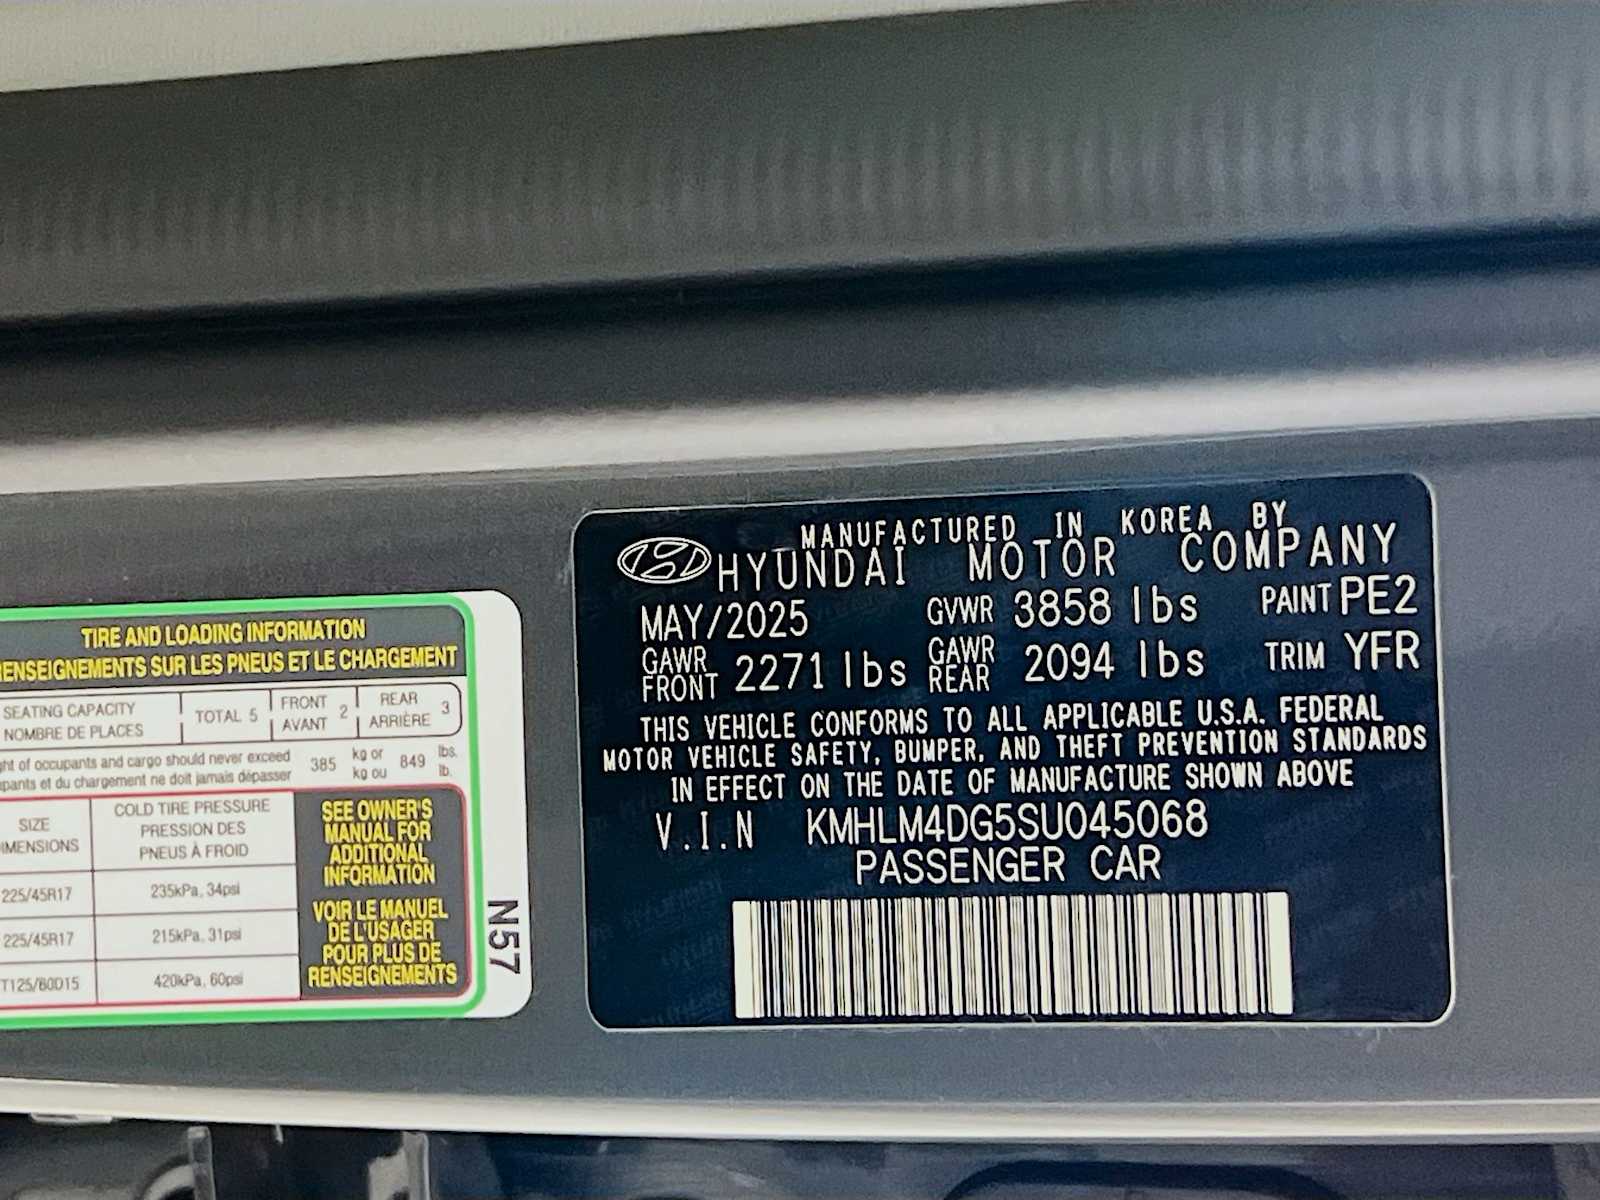 TIRE AND LOADING INFORMATION
RENSEIGNEMENTS SUR LES PNEUS ET LE CHARGEMENT
SEATING CAPACITY
NOMBRE DE PLACES
TOTAL 5
FRONT
AVANT
2
REAR
ARRIÈRE
3
of occupants and cargo should never exceed
et du chargement ne doit jamais dépasser
385
kg or
kg ou
849
lbs.
lb.
SIZE
DIMENSIONS
COLD TIRE PRESSURE
PRESSION DES
PNEUS À FROID
225/45R17
235kPa, 34psi
225/45R17
215kPa, 31psi
T125/80D15
420kPa, 60psi
SEE OWNER'S
MANUAL FOR
ADDITIONAL
INFORMATION
VOIR LE MANUEL
DE L'USAGER
POUR PLUS DE
RENSEIGNEMENTS
N57
MANUFACTURED IN KOREA BY
HYUNDAI MOTOR COMPANY
MAY/2025 GVWR 3858 lbs PAINT PE2
GAWR
FRONT 2271 lbs
GAWR
REAR 2094 lbs
TRIM YFR
THIS VEHICLE CONFORMS TO ALL APPLICABLE U.S.A. FEDERAL
MOTOR VEHICLE SAFETY, BUMPER, AND THEFT PREVENTION STANDARDS
IN EFFECT ON THE DATE OF MANUFACTURE SHOWN ABOVE
V.I.N KMHLM4DG5SU045068
PASSENGER CAR